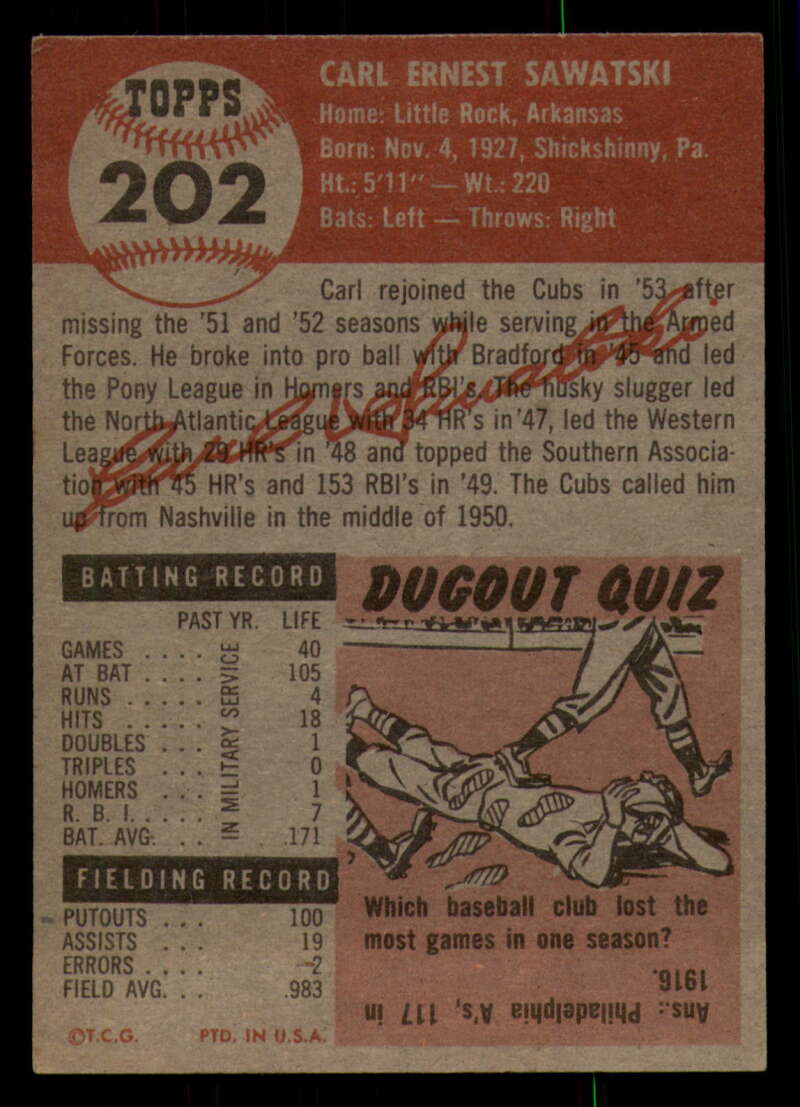 TOPPS
202
CARL ERNEST SAWATSKI
Home: Little Rock, Arkansas
Born: Nov. 4, 1927, Shickshinny, Pa.
Ht.: 5'11" — Wt.: 220
Bats: Left — Throws: Right
Carl rejoined the Cubs in '53 after
missing the '51 and '52 seasons while serving in the Armed
Forces. He broke into pro ball with Bradford in '45 and led
the Pony League in Homers and RBI's. The husky slugger led
the North Atlantic League with 34 HR's in '47, led the Western
League with 29 HR's in '48 and topped the Southern Associa-
tion with 45 HR's and 153 RBI's in '49. The Cubs called him
up from Nashville in the middle of 1950.
Carl Sawatski
BATTING RECORD
PAST YR. LIFE
GAMES .... 40
AT BAT .... 105
RUNS ..... 4
HITS ..... 18
DOUBLES ... 1
TRIPLES ... 0
HOMERS ... 1
R. B. I. .... 7
BAT. AVG. .. .171
IN MILITARY SERVICE
FIELDING RECORD
PUTOUTS ... 100
ASSISTS ... 19
ERRORS .... 2
FIELD AVG. .. .983
©T.C.G. PTD. IN U.S.A.
DUGOUT QUIZ
Which baseball club lost the
most games in one season?
Ans: Philadelphia A's, 117 in
1916.